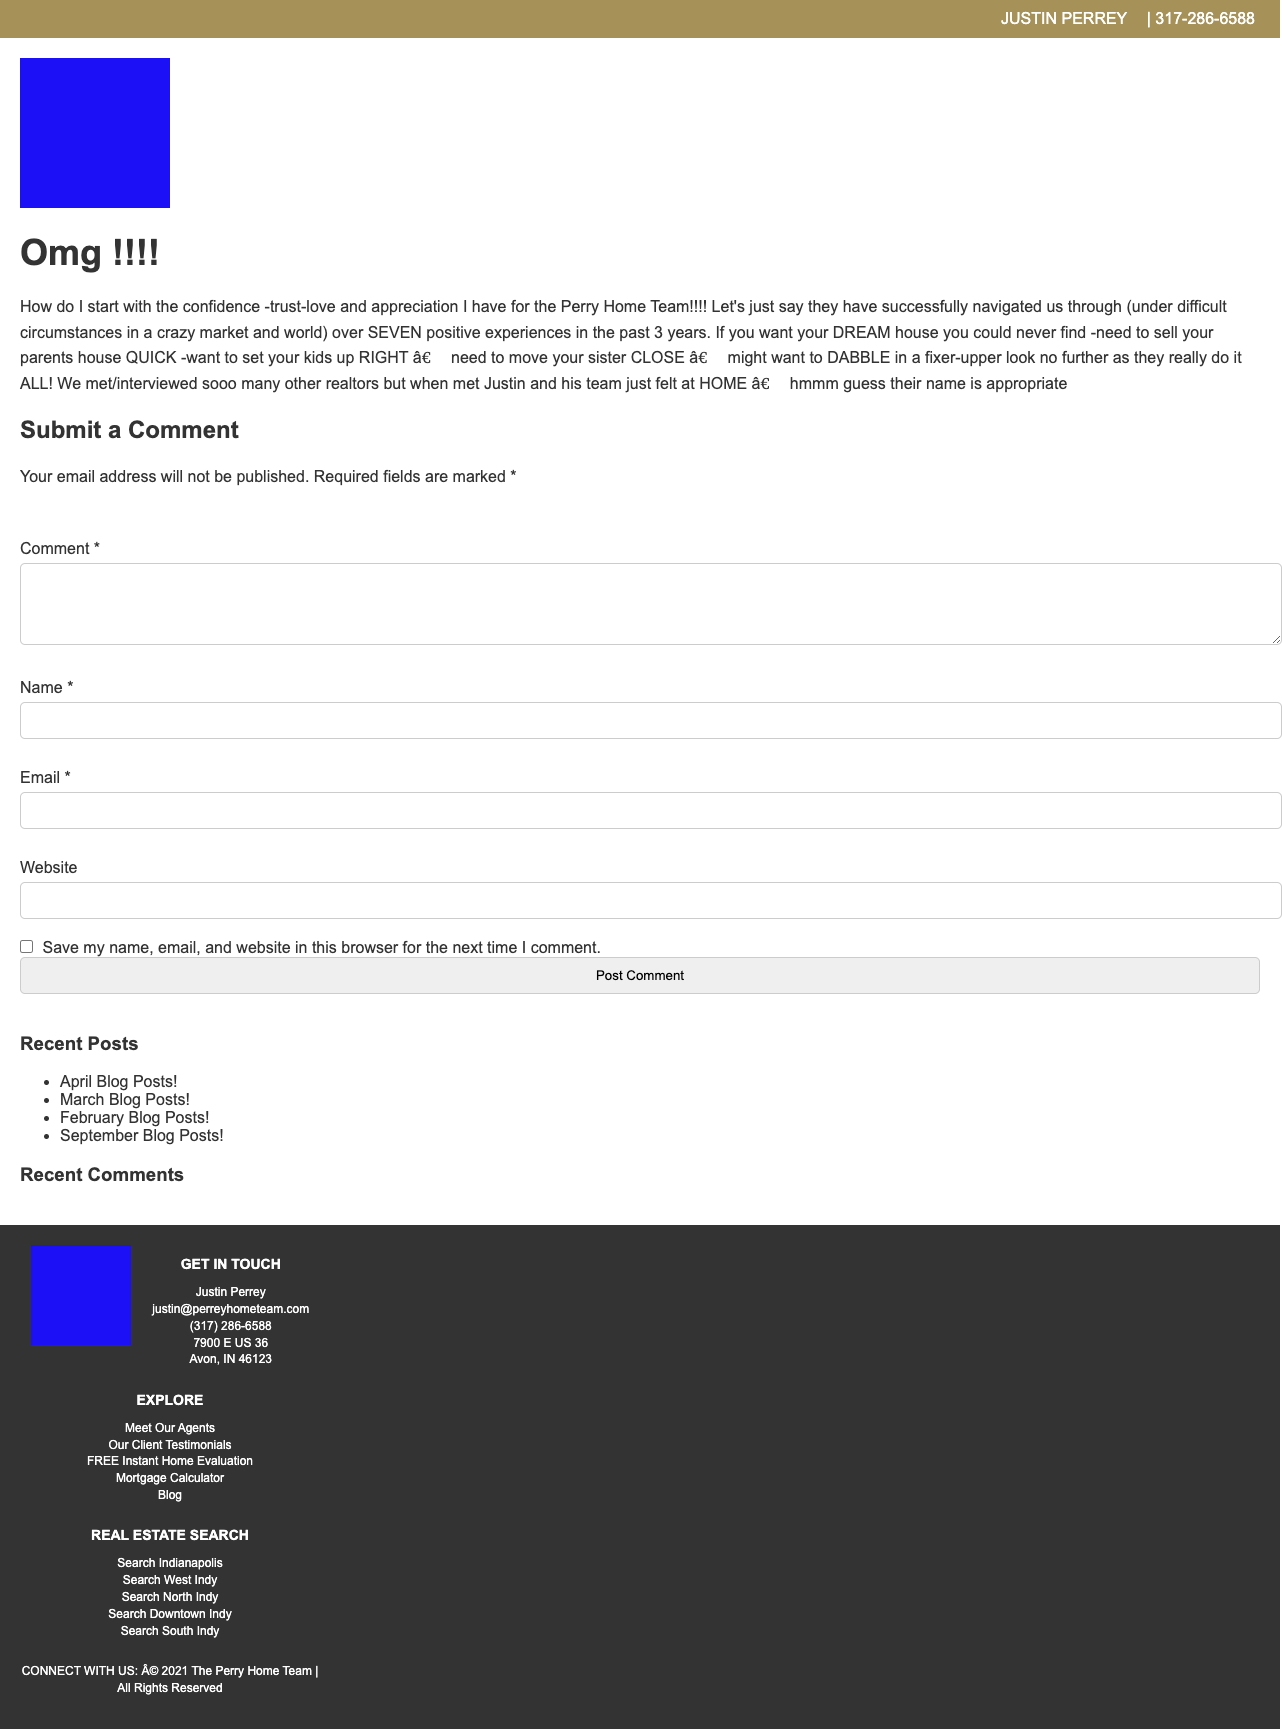 JUSTIN PERREY | 317-286-6588
Omg !!!!
How do I start with the confidence -trust-love and appreciation I have for the Perry Home Team!!!! Let's just say they have successfully navigated us through (under difficult
circumstances in a crazy market and world) over SEVEN positive experiences in the past 3 years. If you want your DREAM house you could never find -need to sell your
parents house QUICK -want to set your kids up RIGHT â€ need to move your sister CLOSE â€ might want to DABBLE in a fixer-upper look no further as they really do it
ALL! We met/interviewed sooo many other realtors but when met Justin and his team just felt at HOME â€ hmmm guess their name is appropriate
Submit a Comment
Your email address will not be published. Required fields are marked *
Comment *
Name *
Email *
Website
Save my name, email, and website in this browser for the next time I comment.
Post Comment
Recent Posts
• April Blog Posts!
• March Blog Posts!
• February Blog Posts!
• September Blog Posts!
Recent Comments
GET IN TOUCH
Justin Perrey
justin@perreyhometeam.com
(317) 286-6588
7900 E US 36
Avon, IN 46123
EXPLORE
Meet Our Agents
Our Client Testimonials
FREE Instant Home Evaluation
Mortgage Calculator
Blog
REAL ESTATE SEARCH
Search Indianapolis
Search West Indy
Search North Indy
Search Downtown Indy
Search South Indy
CONNECT WITH US: Â© 2021 The Perry Home Team |
All Rights Reserved